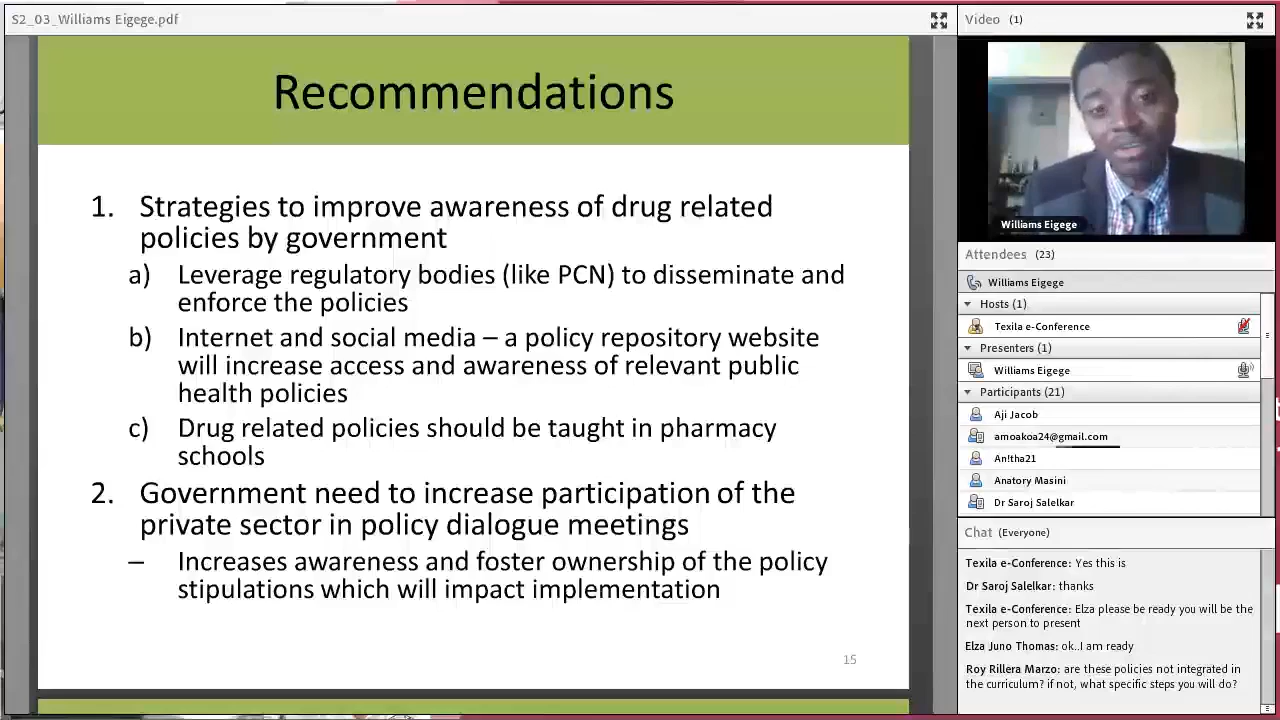 S2_03_Williams Eigege.pdf
Recommendations
1. Strategies to improve awareness of drug related
policies by government
a) Leverage regulatory bodies (like PCN) to disseminate and
enforce the policies
b) Internet and social media – a policy repository website
will increase access and awareness of relevant public
health policies
c) Drug related policies should be taught in pharmacy
schools
2. Government need to increase participation of the
private sector in policy dialogue meetings
– Increases awareness and foster ownership of the policy
stipulations which will impact implementation
15
Video (1)
Williams Eigege
Attendees (23)
Williams Eigege
Hosts (1)
Texila e-Conference
Presenters (1)
Williams Eigege
Participants (21)
Aji Jacob
amoakoa24@gmail.com
An!tha21
Anatory Masini
Dr Saroj Salelkar
Chat (Everyone)
Texila e-Conference: Yes this is
Dr Saroj Salelkar: thanks
Texila e-Conference: Elza please be ready you will be the
next person to present
Elza Juno Thomas: ok..I am ready
Roy Rillera Marzo: are these policies not integrated in
the curriculum? if not, what specific steps you will do?